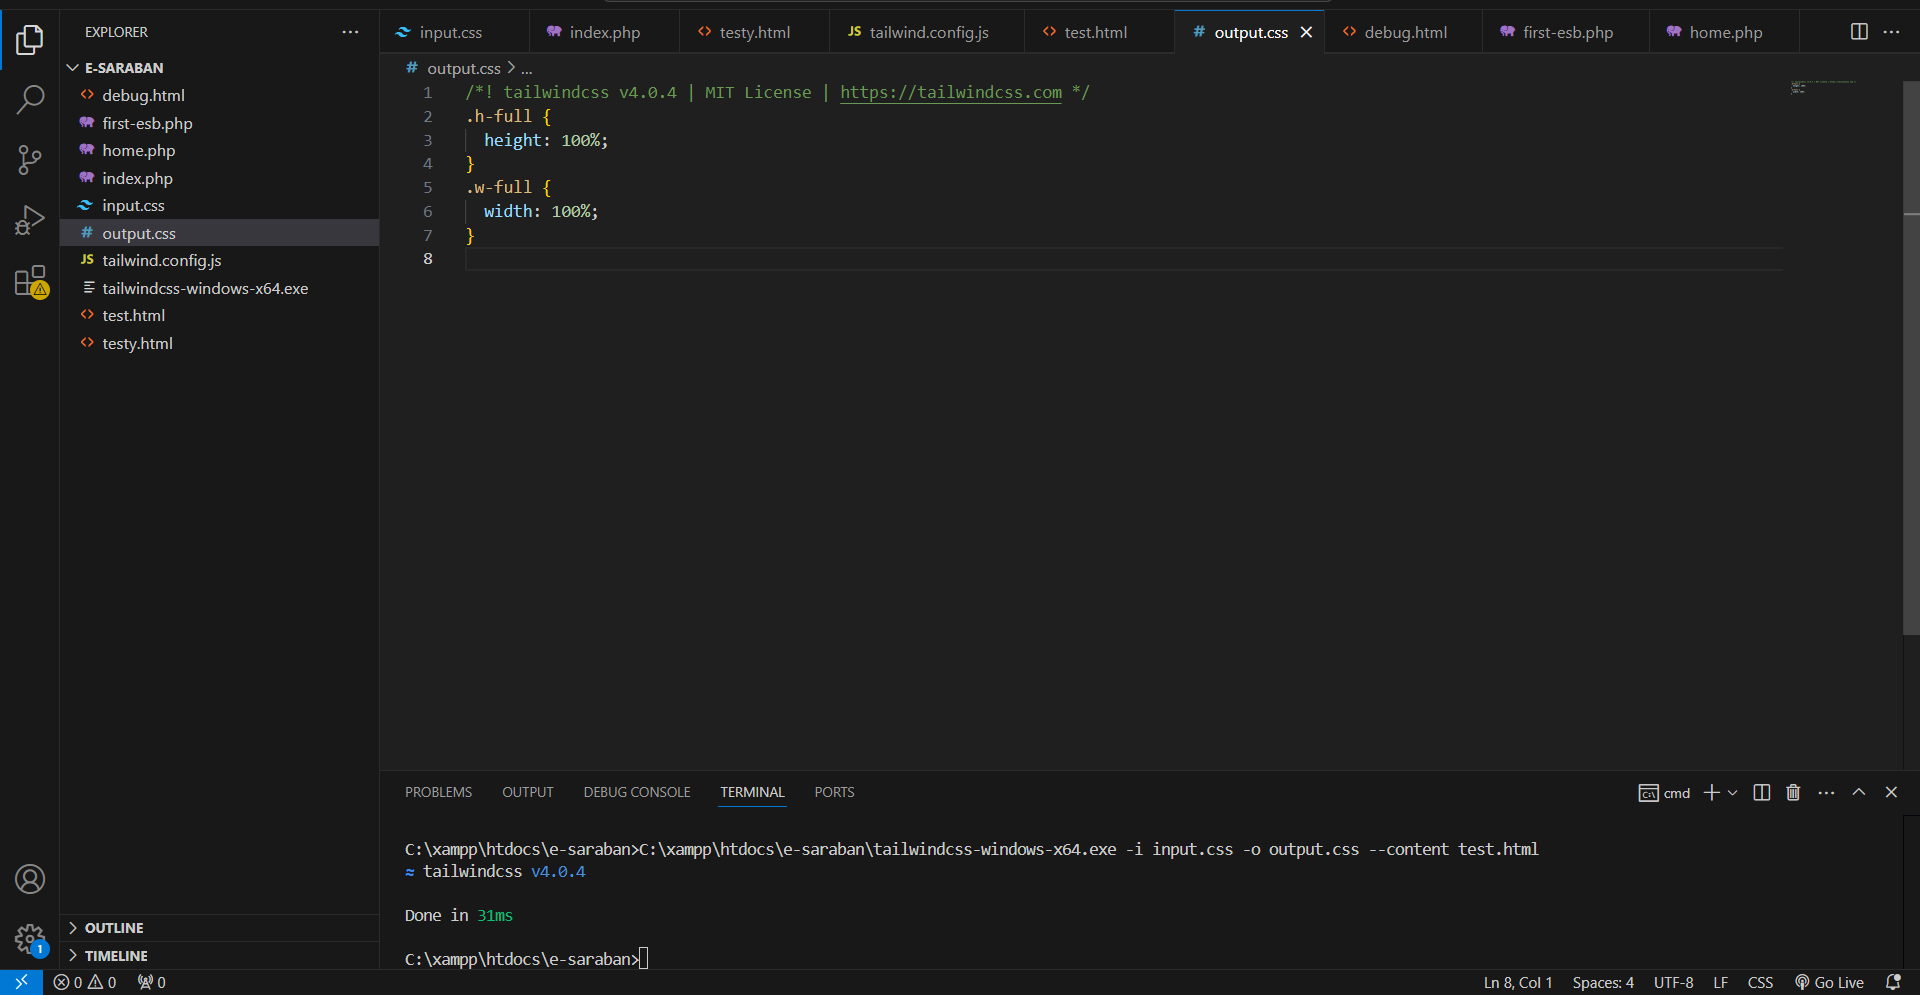 EXPLORER
E-SARABAN
debug.html
first-esb.php
home.php
index.php
input.css
output.css
tailwind.config.js
tailwindcss-windows-x64.exe
test.html
testy.html
OUTLINE
TIMELINE
input.css index.php testy.html tailwind.config.js test.html output.css debug.html first-esb.php home.php
output.css > ...
1 /*! tailwindcss v4.0.4 | MIT License | https://tailwindcss.com */
2 .h-full {
3 height: 100%;
4 }
5 .w-full {
6 width: 100%;
7 }
8
PROBLEMS OUTPUT DEBUG CONSOLE TERMINAL PORTS
cmd
C:\xampp\htdocs\e-saraban>C:\xampp\htdocs\e-saraban\tailwindcss-windows-x64.exe -i input.css -o output.css --content test.html
≈ tailwindcss v4.0.4
Done in 31ms
C:\xampp\htdocs\e-saraban>
1
0 0 0
Ln 8, Col 1 Spaces: 4 UTF-8 LF CSS Go Live